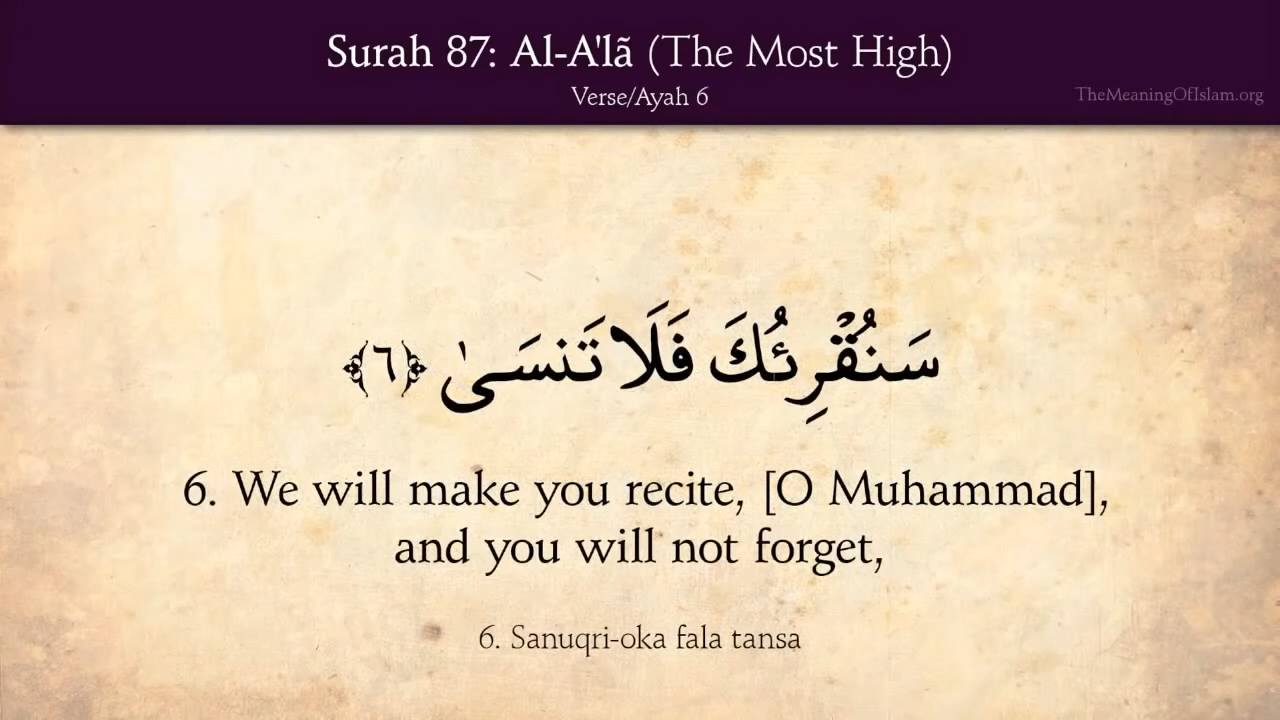 Surah 87: Al-A'lã (The Most High)
Verse/Ayah 6
TheMeaningOfIslam.org
سَنُقْرِئُكَ فَلَا تَنسَىٰ ﴿٦﴾
6. We will make you recite, [O Muhammad],
and you will not forget,
6. Sanuqri-oka fala tansa